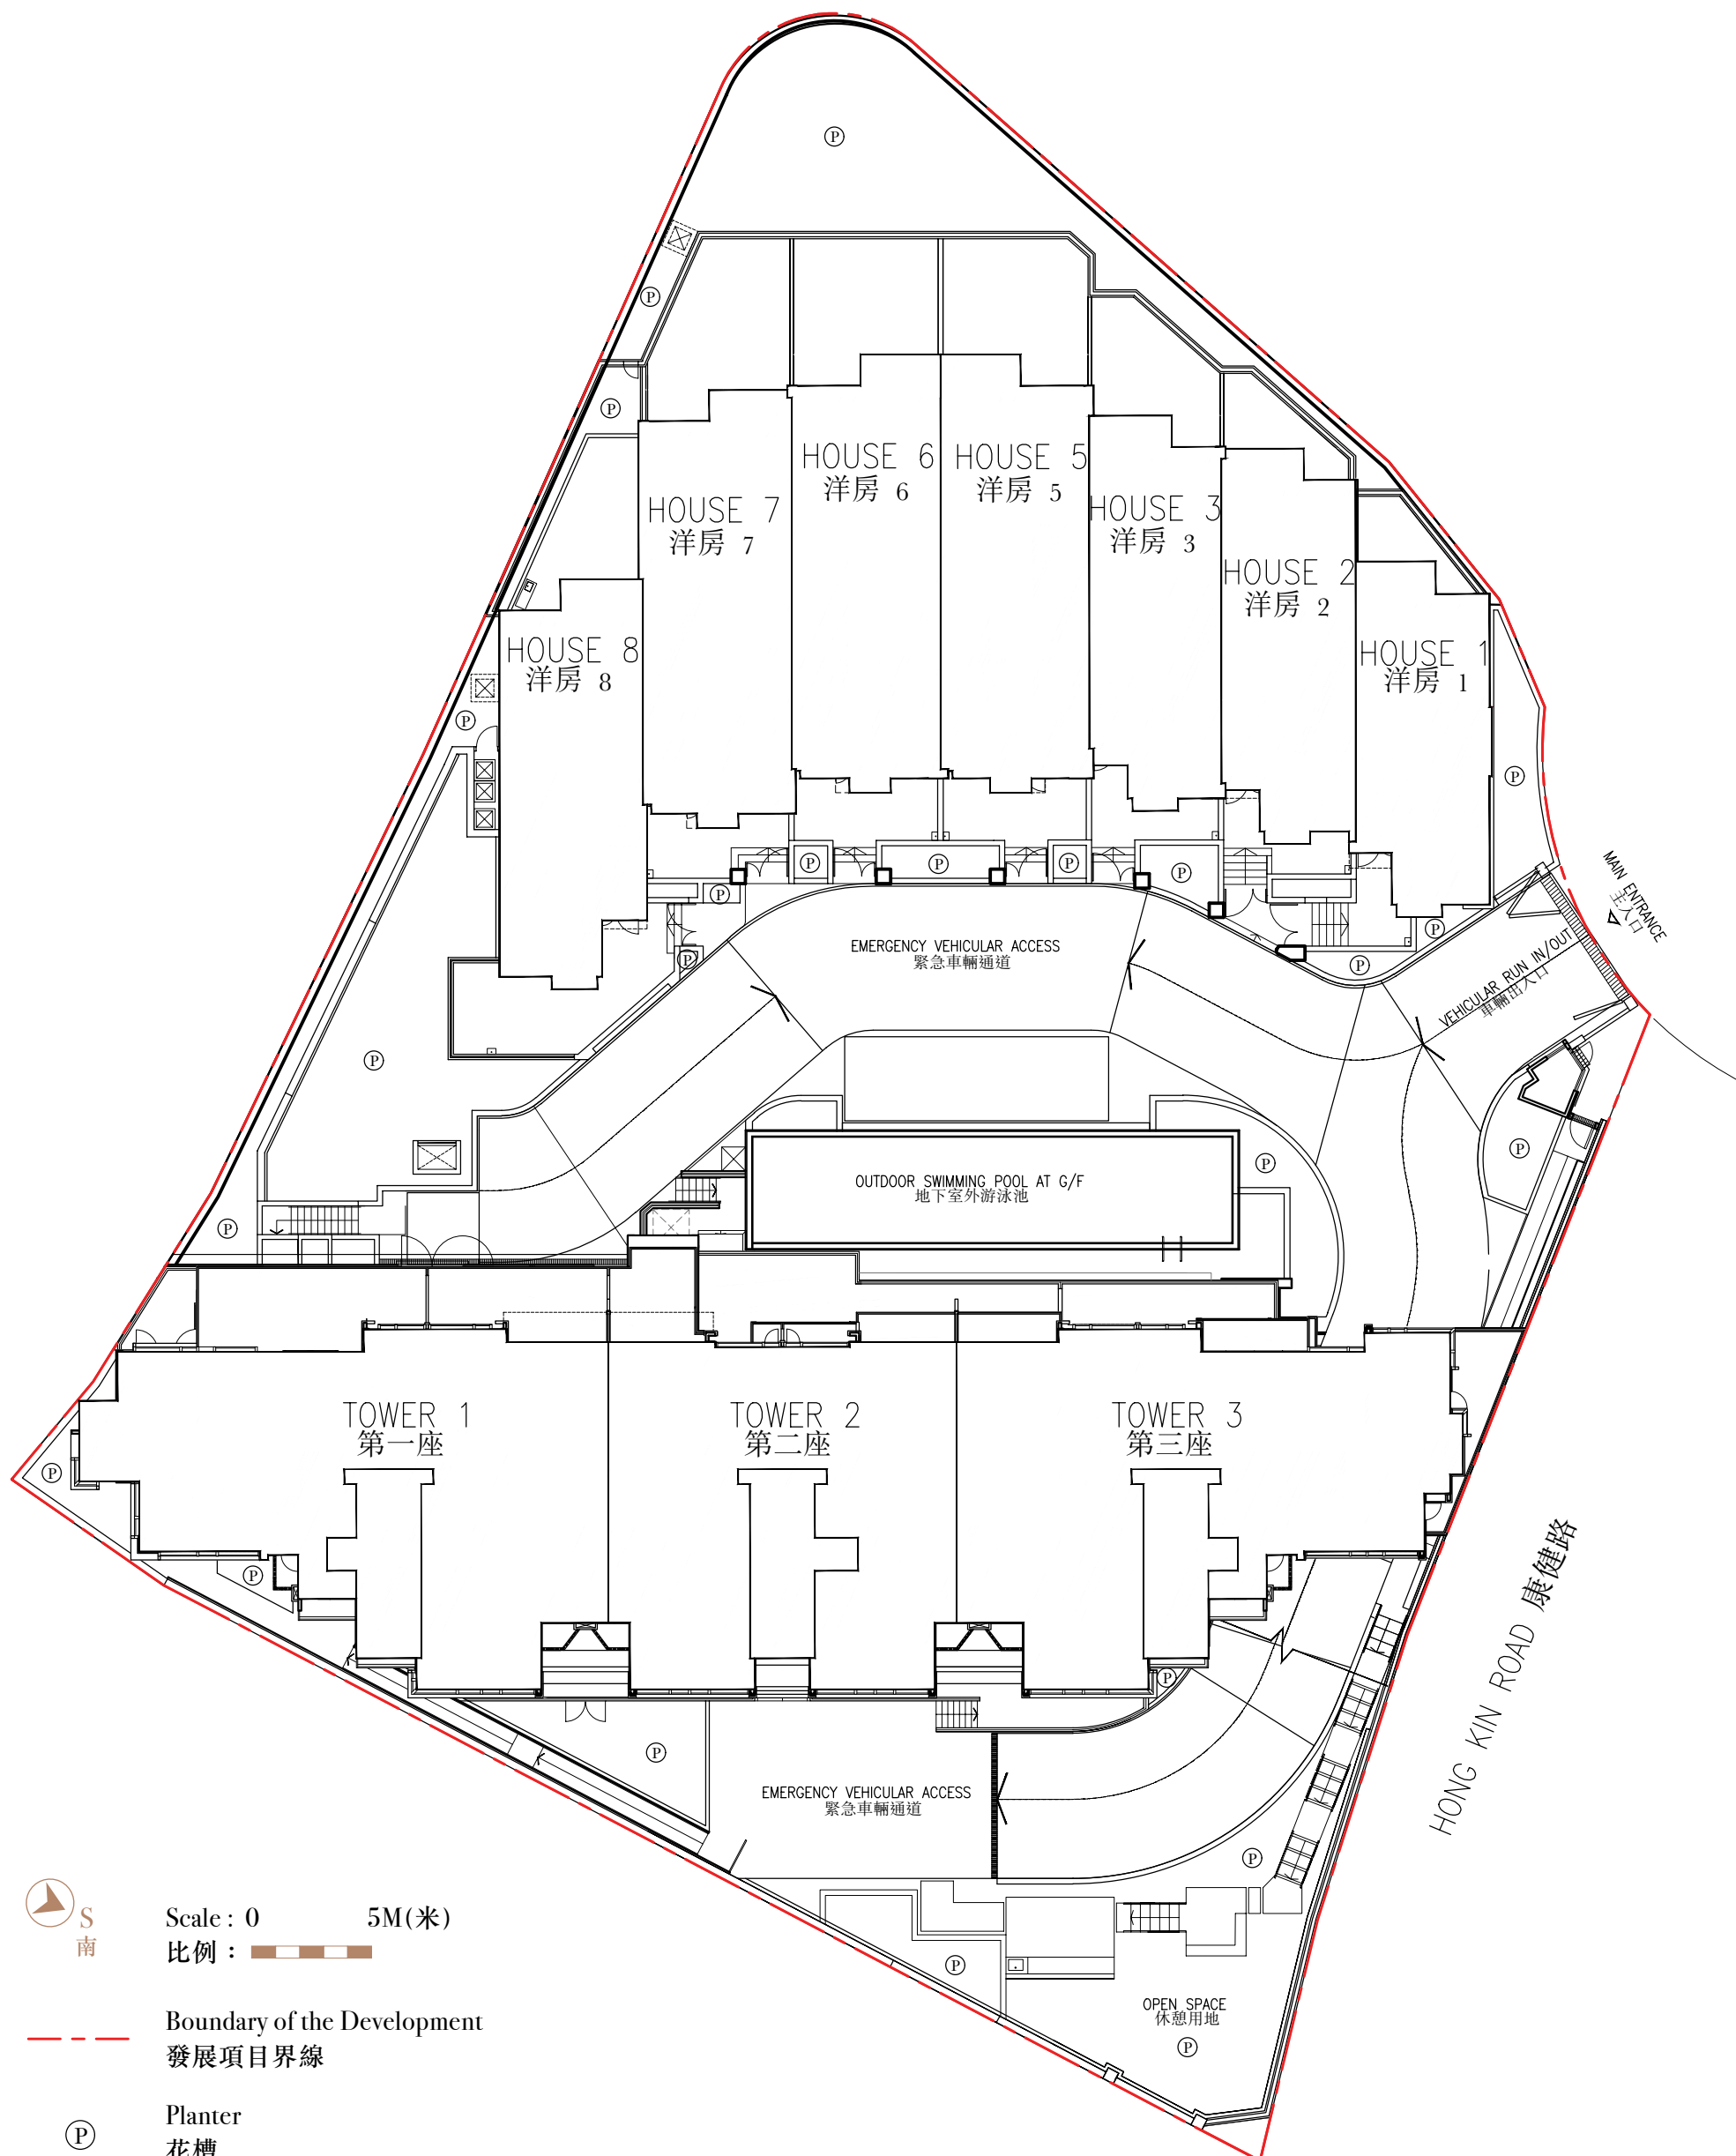 P
P
P
HOUSE 6
洋房 6
HOUSE 5
洋房 5
HOUSE 7
洋房 7
HOUSE 3
洋房 3
HOUSE 2
洋房 2
HOUSE 8
洋房 8
HOUSE 1
洋房 1
P
P
P
P
P
P
P
P
P
P
MAIN ENTRANCE
主入口
EMERGENCY VEHICULAR ACCESS
緊急車輛通道
VEHICULAR RUN IN/OUT
車輛出入口
P
P
P
OUTDOOR SWIMMING POOL AT G/F
地下室外游泳池
P
P
TOWER 1
第一座
TOWER 2
第二座
TOWER 3
第三座
P
P
HONG KIN ROAD 康健路
P
P
EMERGENCY VEHICULAR ACCESS
緊急車輛通道
P
P
OPEN SPACE
休憩用地
P
S
南
Scale : 0 5M(米)
比例：
Boundary of the Development
發展項目界線
P
Planter
花槽